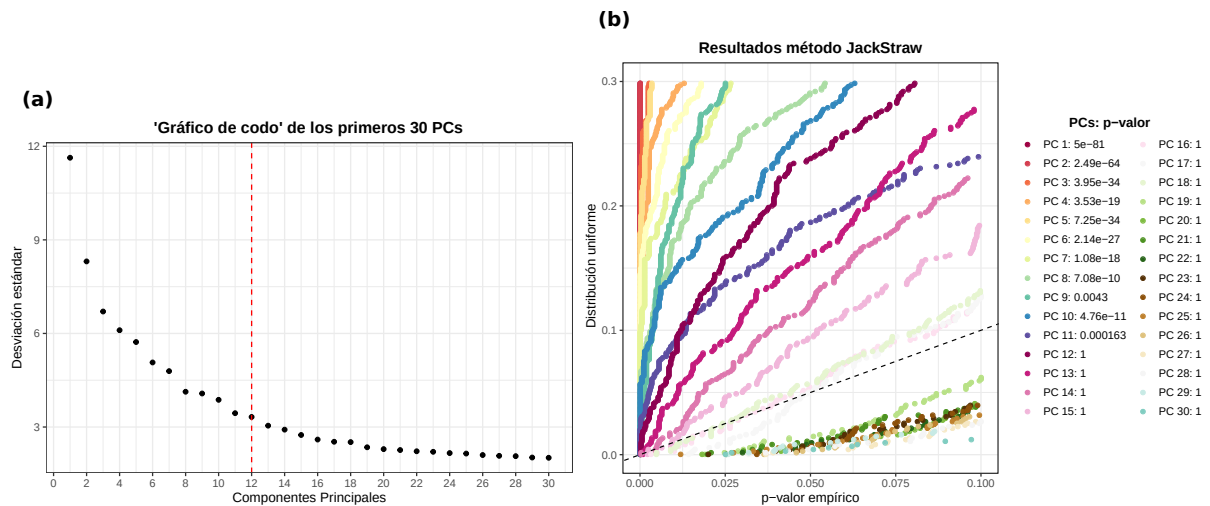 (a)
'Gráfico de codo' de los primeros 30 PCs
12
9
6
3
Desviación estándar
0 2 4 6 8 10 12 14 16 18 20 22 24 26 28 30
Componentes Principales
(b)
Resultados método JackStraw
0.3
0.2
0.1
0.0
Distribución uniforme
0.000 0.025 0.050 0.075 0.100
p−valor empírico
PCs: p−valor
PC 1: 5e−81
PC 2: 2.49e−64
PC 3: 3.95e−34
PC 4: 3.53e−19
PC 5: 7.25e−34
PC 6: 2.14e−27
PC 7: 1.08e−18
PC 8: 7.08e−10
PC 9: 0.0043
PC 10: 4.76e−11
PC 11: 0.000163
PC 12: 1
PC 13: 1
PC 14: 1
PC 15: 1
PC 16: 1
PC 17: 1
PC 18: 1
PC 19: 1
PC 20: 1
PC 21: 1
PC 22: 1
PC 23: 1
PC 24: 1
PC 25: 1
PC 26: 1
PC 27: 1
PC 28: 1
PC 29: 1
PC 30: 1